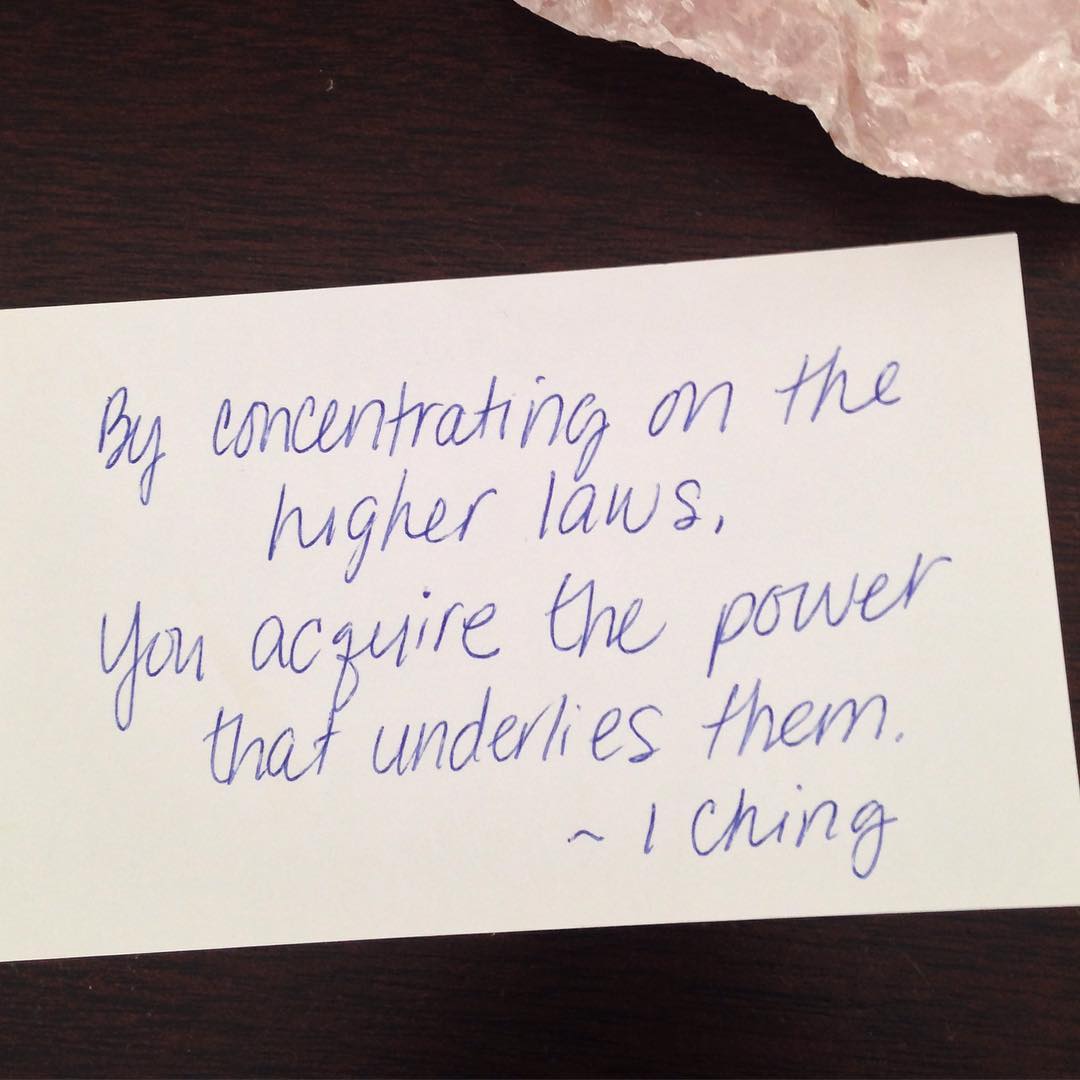 By concentrating on the
higher laws,
You acquire the power
that underlies them.
~ I Ching